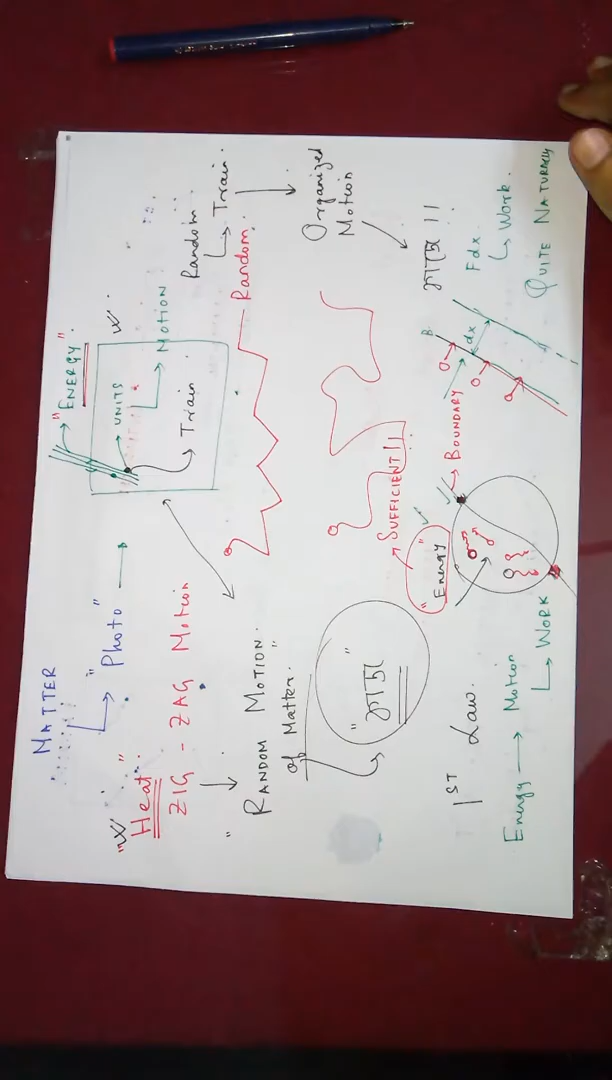 MATTER
"Photo"
"ENERGY".
UNITS
MOTION
Train.
"W"
"Heat"
"W"
ZIG - ZAG MOTION
Random.
Random
Train.
"RANDOM MOTION
of Matter."
Organized
Motion
SUFFICIENT!!
"Energy"
BOUNDARY
B
dx
Fdx.
Work.
1ST Law.
Energy → Motion
WORK
QUITE NATURALLY